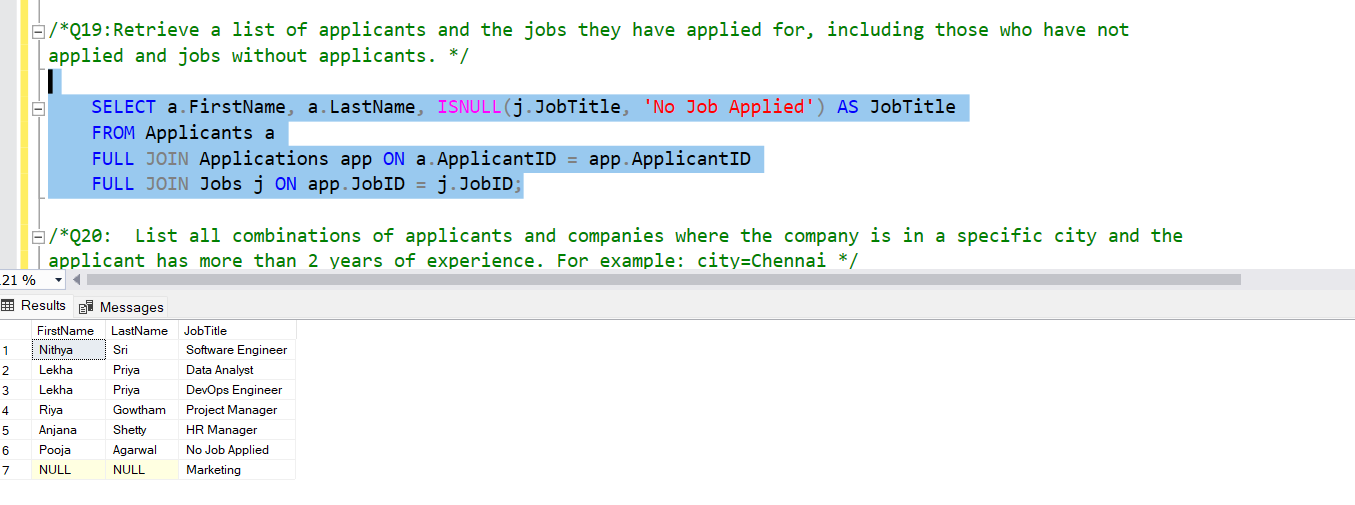 /*Q19:Retrieve a list of applicants and the jobs they have applied for, including those who have not
applied and jobs without applicants. */
SELECT a.FirstName, a.LastName, ISNULL(j.JobTitle, 'No Job Applied') AS JobTitle
FROM Applicants a
FULL JOIN Applications app ON a.ApplicantID = app.ApplicantID
FULL JOIN Jobs j ON app.JobID = j.JobID;
/*Q20:  List all combinations of applicants and companies where the company is in a specific city and the
applicant has more than 2 years of experience. For example: city=Chennai */
21 %
Results Messages
FirstName LastName JobTitle
1 Nithya Sri Software Engineer
2 Lekha Priya Data Analyst
3 Lekha Priya DevOps Engineer
4 Riya Gowtham Project Manager
5 Anjana Shetty HR Manager
6 Pooja Agarwal No Job Applied
7 NULL NULL Marketing